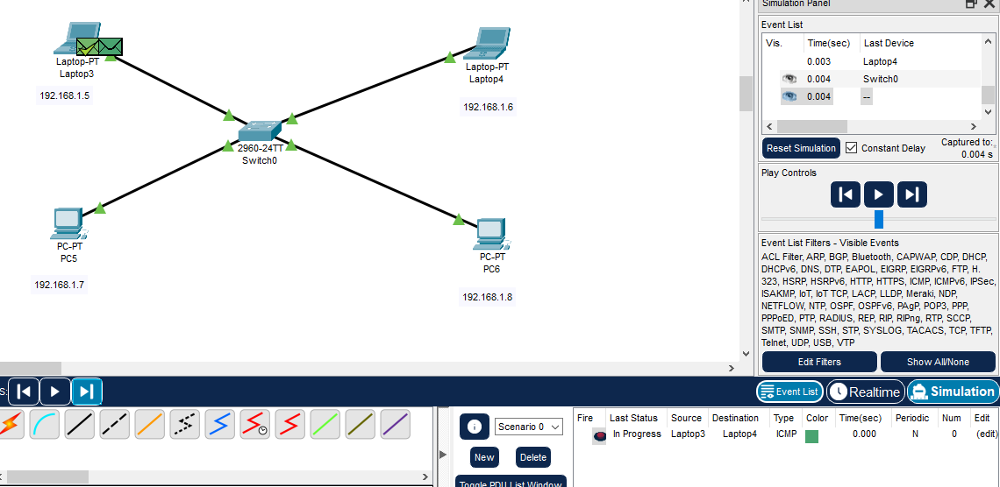 Simulation Panel
Event List
Vis. Time(sec) Last Device
0.003 Laptop4
0.004 Switch0
0.004 --
Reset Simulation Constant Delay Captured to:
0.004 s
Play Controls
Event List Filters - Visible Events
ACL Filter, ARP, BGP, Bluetooth, CAPWAP, CDP, DHCP,
DHCPv6, DNS, DTP, EAPOL, EIGRP, EIGRPv6, FTP, H.
323, HSRP, HSRPv6, HTTP, HTTPS, ICMP, ICMPv6, IPSec,
ISAKMP, IoT, IoT TCP, LACP, LLDP, Meraki, NDP,
NETFLOW, NTP, OSPF, OSPFv6, PAgP, POP3, PPP,
PPPoED, PTP, RADIUS, REP, RIP, RIPng, RTP, SCCP,
SMTP, SNMP, SSH, STP, SYSLOG, TACACS, TCP, TFTP,
Telnet, UDP, USB, VTP
Edit Filters Show All/None
Laptop-PT
Laptop3
192.168.1.5
Laptop-PT
Laptop4
192.168.1.6
2960-24TT
Switch0
PC-PT
PC5
192.168.1.7
PC-PT
PC6
192.168.1.8
S:
Event List Realtime Simulation
Scenario 0
New Delete
Toggle PDU List Window
Fire Last Status Source Destination Type Color Time(sec) Periodic Num Edit
In Progress Laptop3 Laptop4 ICMP 0.000 N 0 (edit)